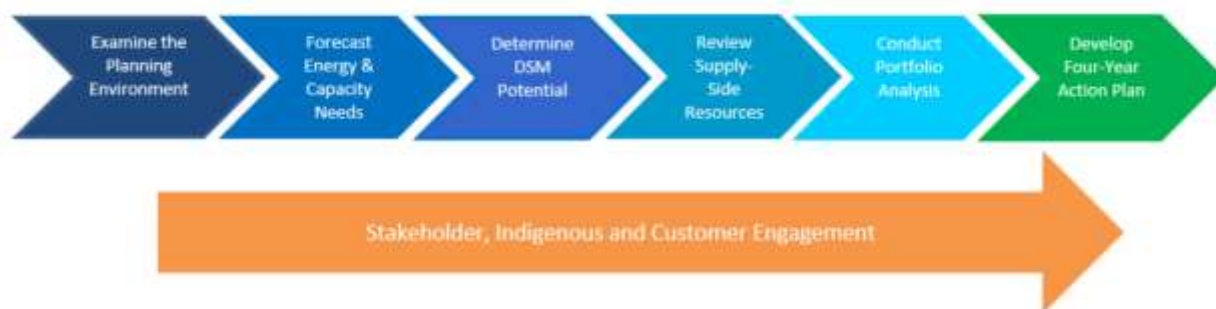 Examine the
Planning
Environment
Forecast
Energy &
Capacity
Needs
Determine
DSM
Potential
Review
Supply-
Side
Resources
Conduct
Portfolio
Analysis
Develop
Four-Year
Action Plan
Stakeholder, Indigenous and Customer Engagement